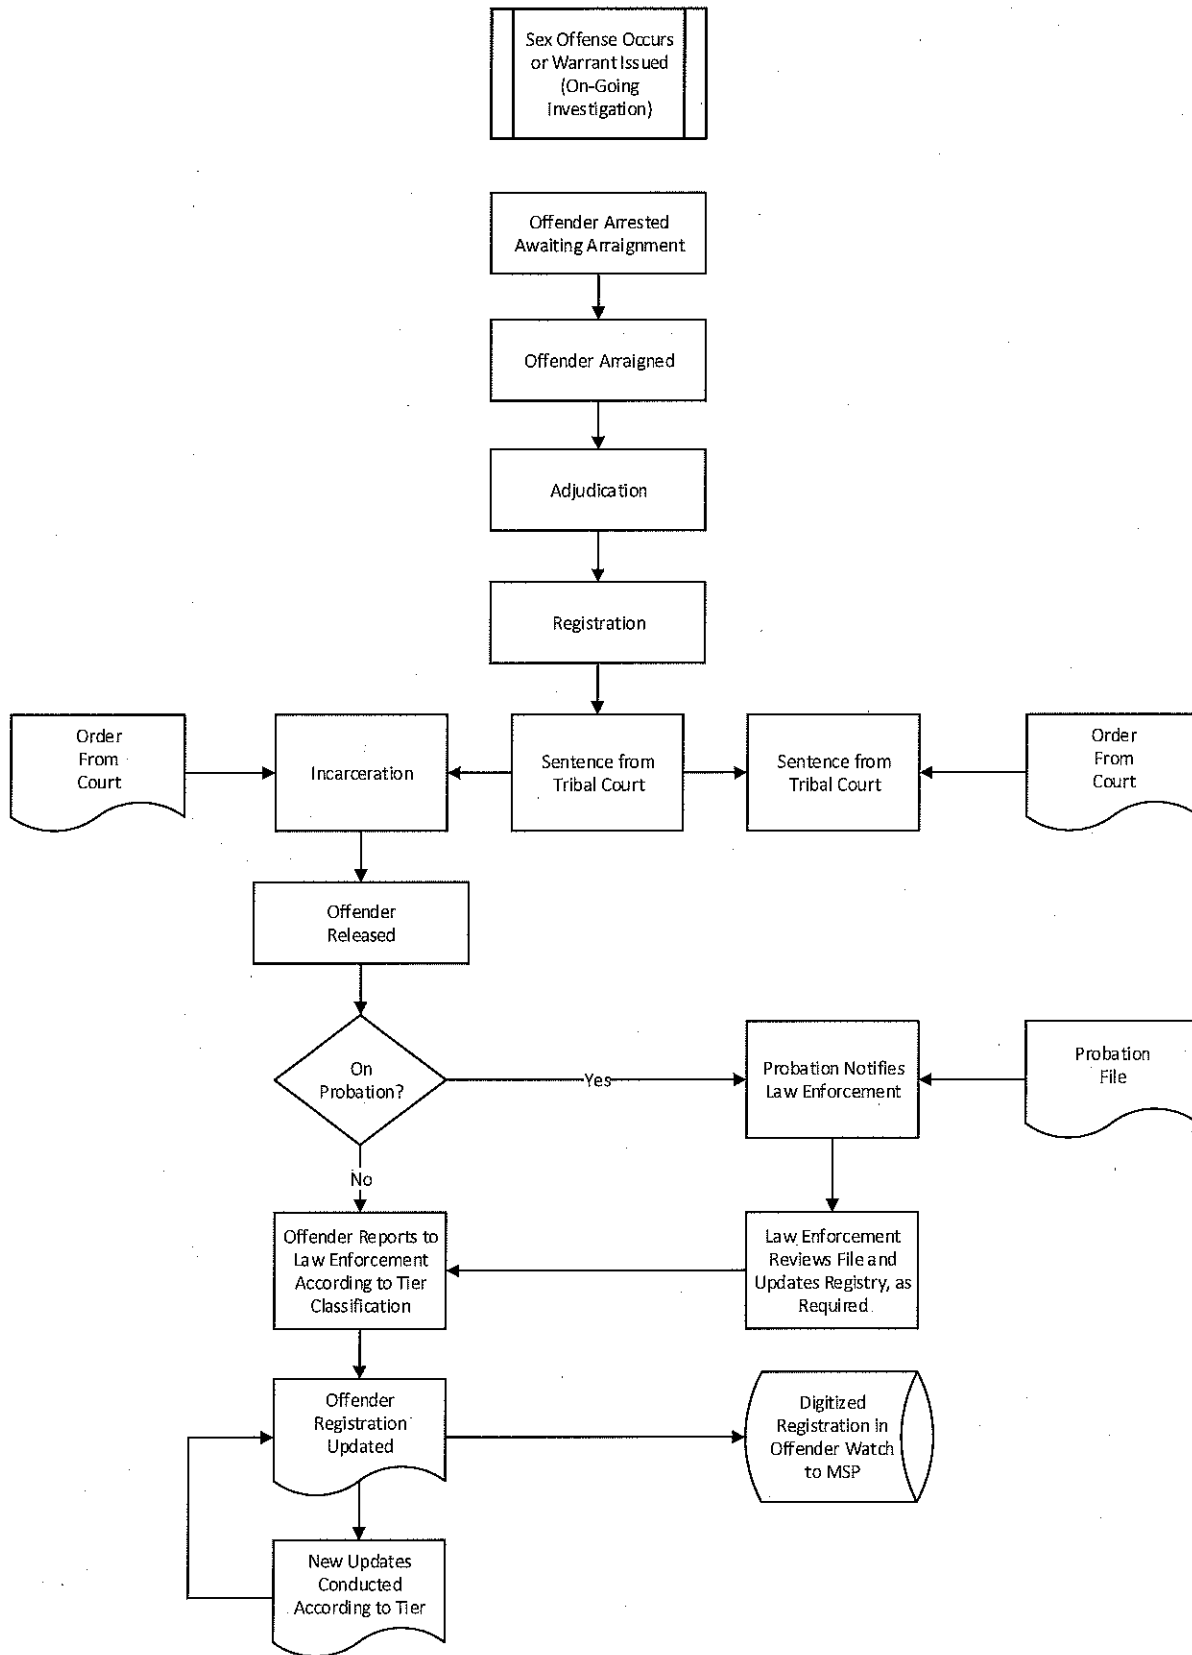 Sex Offense Occurs
or Warrant Issued
(On-Going
Investigation)
Offender Arrested
Awaiting Arraignment
Offender Arraigned
Adjudication
Registration
Order
From
Court
Incarceration
Sentence from
Tribal Court
Sentence from
Tribal Court
Order
From
Court
Offender
Released
On
Probation?
Yes
Probation Notifies
Law Enforcement
Probation
File
No
Offender Reports to
Law Enforcement
According to Tier
Classification
Law Enforcement
Reviews File and
Updates Registry, as
Required
Offender
Registration
Updated
Digitized
Registration in
Offender Watch
to MSP
New Updates
Conducted
According to Tier